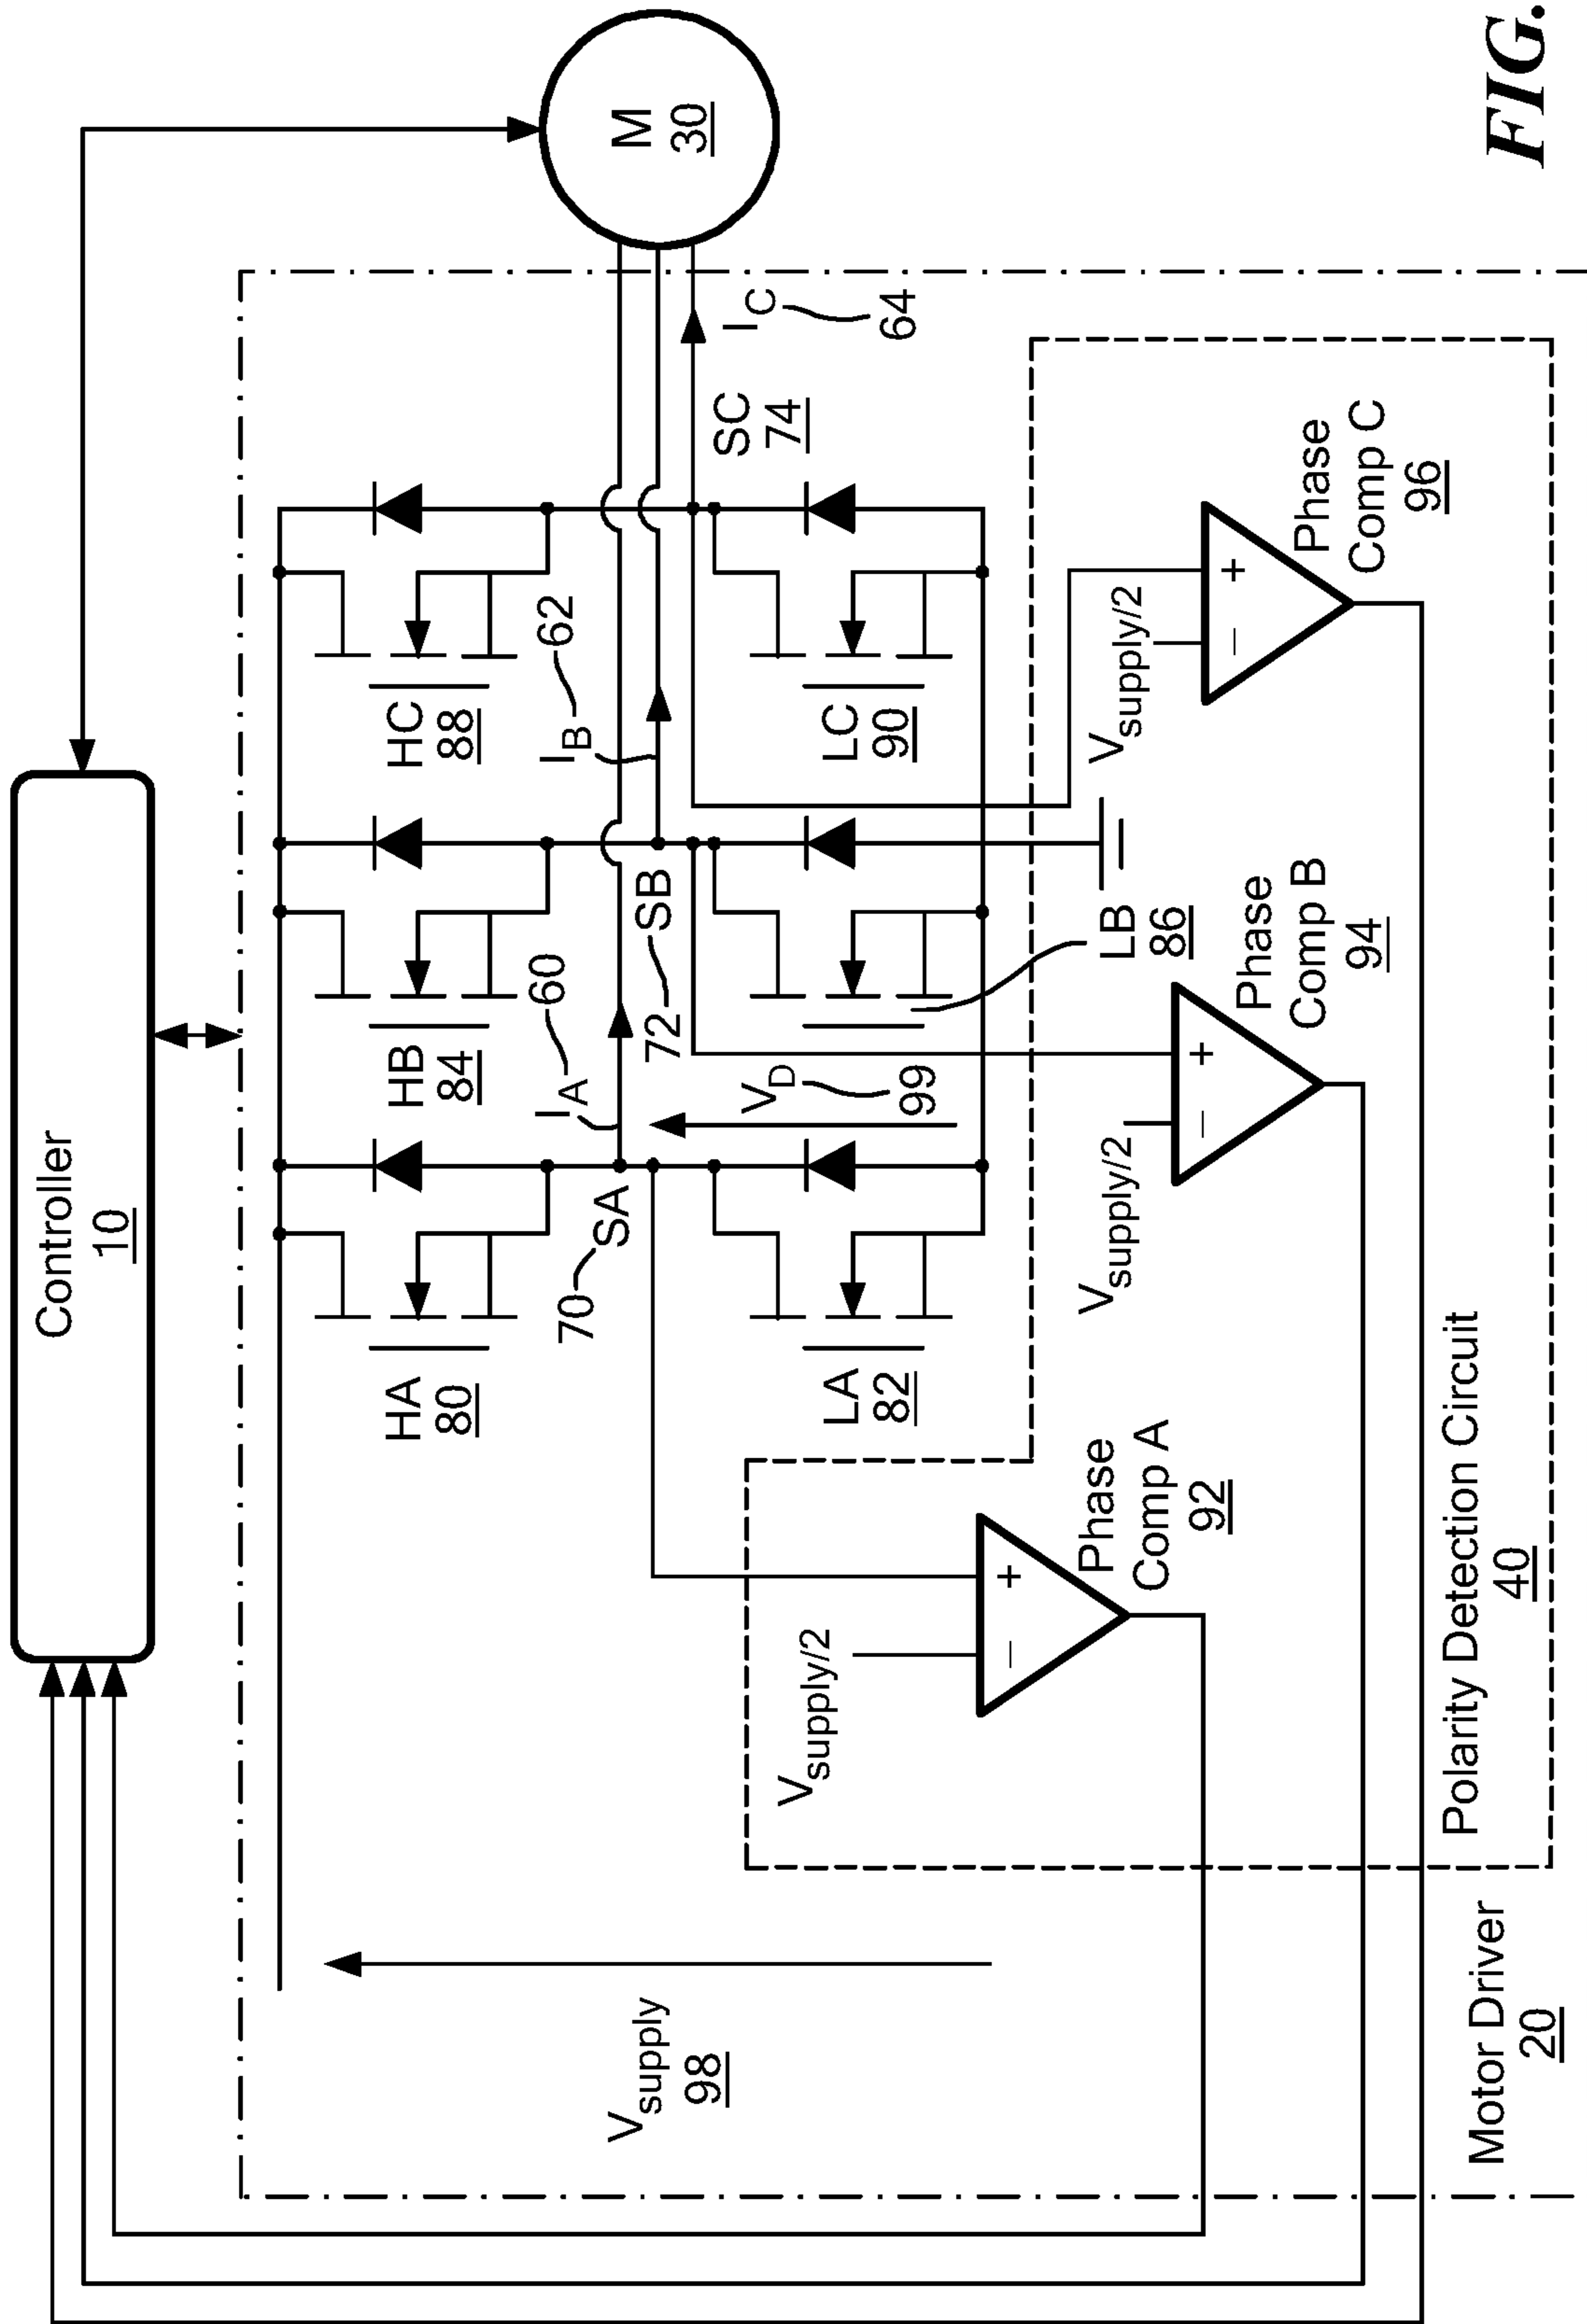 Controller
10
M
30
HA
80
HB
84
HC
88
I_A
60
I_B
62
I_C
64
70
SA
72
SB
SC
74
V_supply
98
V_D
99
LA
82
LB
86
LC
90
V_supply/2
−
+
Phase
Comp A
92
V_supply/2
−
+
Phase
Comp B
94
V_supply/2
−
+
Phase
Comp C
96
Polarity Detection Circuit
40
Motor Driver
20
FIG.